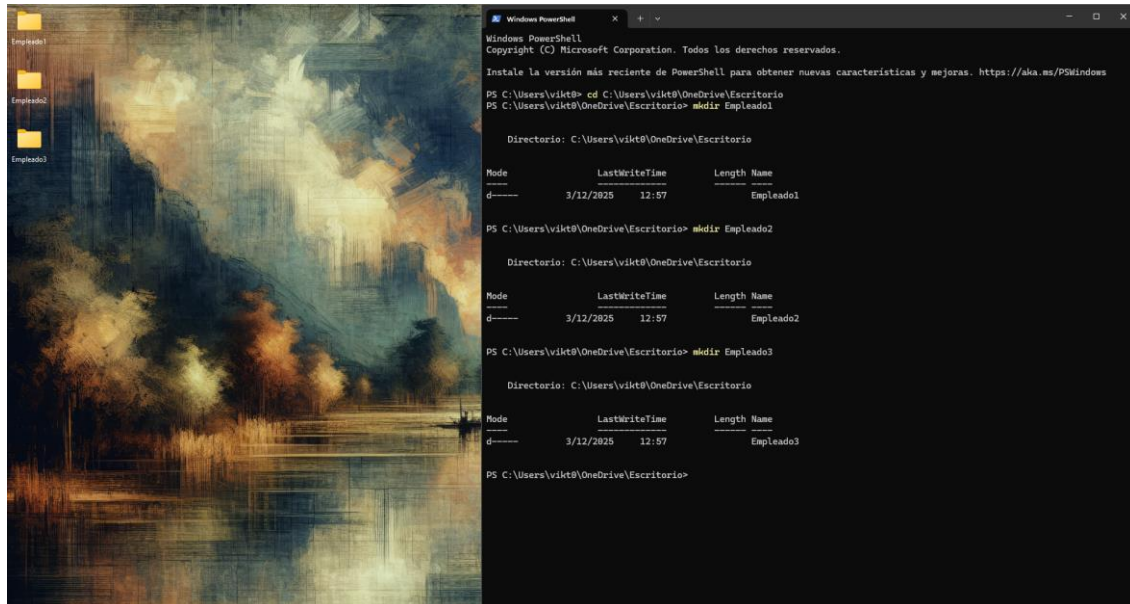 Empleado1
Empleado2
Empleado3
Windows PowerShell
Windows PowerShell
Copyright (C) Microsoft Corporation. Todos los derechos reservados.
Instale la versión más reciente de PowerShell para obtener nuevas características y mejoras. https://aka.ms/PSWindows
PS C:\Users\vikt0> cd C:\Users\vikt0\OneDrive\Escritorio
PS C:\Users\vikt0\OneDrive\Escritorio> mkdir Empleado1
Directorio: C:\Users\vikt0\OneDrive\Escritorio
Mode LastWriteTime Length Name
---- ------------- ------ ----
d----- 3/12/2025 12:57 Empleado1
PS C:\Users\vikt0\OneDrive\Escritorio> mkdir Empleado2
Directorio: C:\Users\vikt0\OneDrive\Escritorio
Mode LastWriteTime Length Name
---- ------------- ------ ----
d----- 3/12/2025 12:57 Empleado2
PS C:\Users\vikt0\OneDrive\Escritorio> mkdir Empleado3
Directorio: C:\Users\vikt0\OneDrive\Escritorio
Mode LastWriteTime Length Name
---- ------------- ------ ----
d----- 3/12/2025 12:57 Empleado3
PS C:\Users\vikt0\OneDrive\Escritorio>